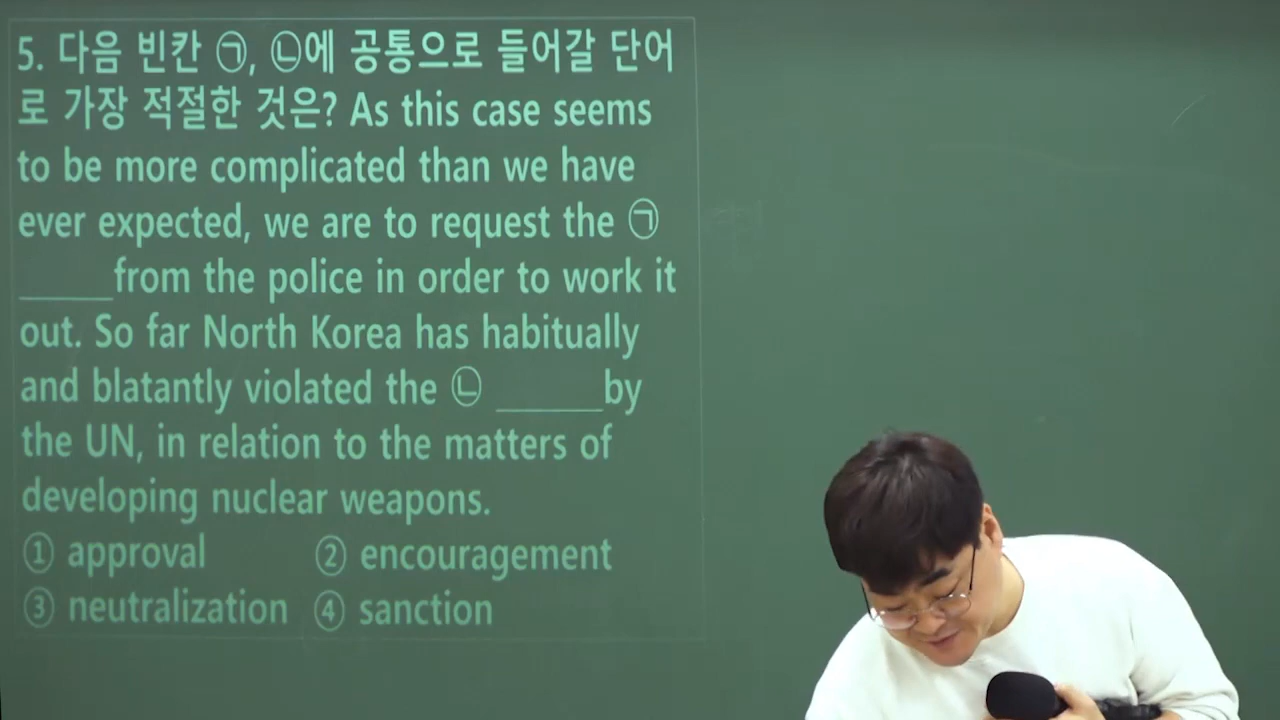 5. 다음 빈칸 ㉠, ㉡에 공통으로 들어갈 단어
로 가장 적절한 것은? As this case seems
to be more complicated than we have
ever expected, we are to request the ㉠
______from the police in order to work it
out. So far North Korea has habitually
and blatantly violated the ㉡ _______by
the UN, in relation to the matters of
developing nuclear weapons.
① approval ② encouragement
③ neutralization ④ sanction